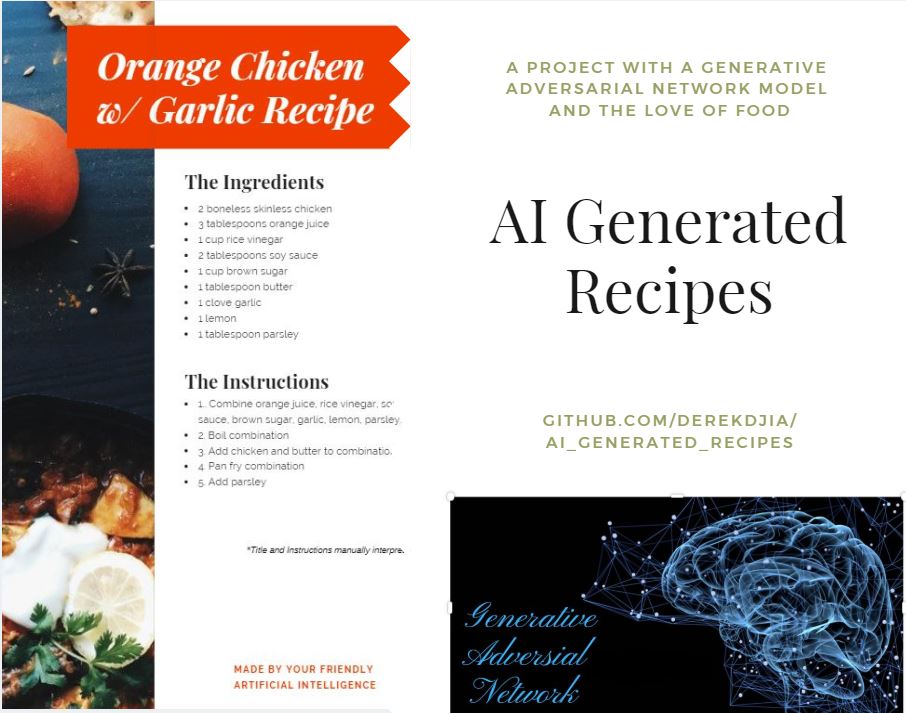 Orange Chicken
w/ Garlic Recipe
The Ingredients
• 2 boneless skinless chicken
• 3 tablespoons orange juice
• 1 cup rice vinegar
• 2 tablespoons soy sauce
• 1 cup brown sugar
• 1 tablespoon butter
• 1 clove garlic
• 1 lemon
• 1 tablespoon parsley
The Instructions
• 1. Combine orange juice, rice vinegar, so
sauce, brown sugar, garlic, lemon, parsley.
• 2. Boil combination
• 3. Add chicken and butter to combinatio.
• 4. Pan fry combination
• 5. Add parsley
*Title and Instructions manually interpre.
MADE BY YOUR FRIENDLY
ARTIFICIAL INTELLIGENCE
A PROJECT WITH A GENERATIVE
ADVERSARIAL NETWORK MODEL
AND THE LOVE OF FOOD
AI Generated
Recipes
GITHUB.COM/DEREKDJIA/
AI_GENERATED_RECIPES
Generative
Adversial
Network